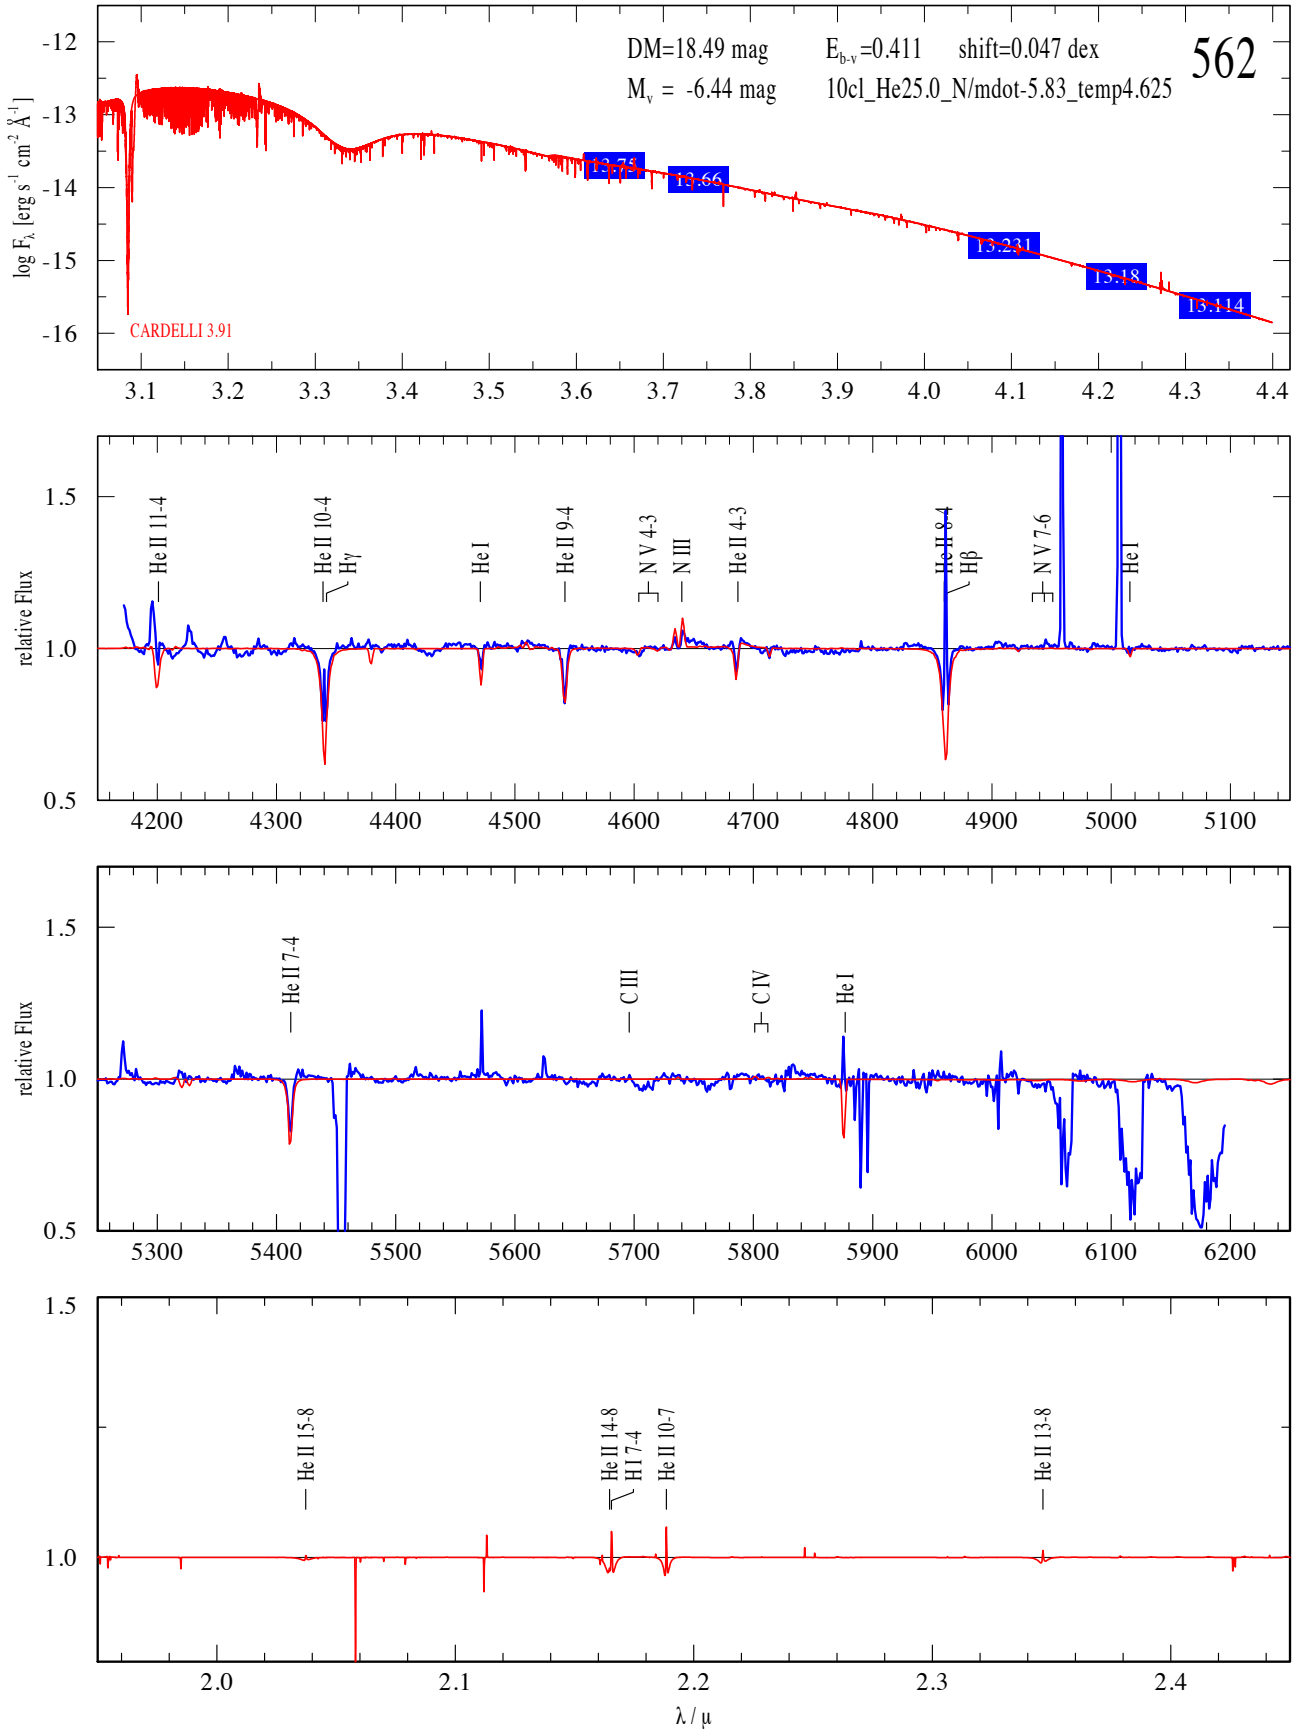 DM=18.49 mag E_b-v=0.411 shift=0.047 dex 562
M_v = -6.44 mag 10cl_He25.0_N/mdot-5.83_temp4.625
log F_λ [erg s⁻¹ cm⁻² Å⁻¹]
-12
-13
-14
-15
-16
13.66
13.231
13.18
13.114
CARDELLI 3.91
3.1 3.2 3.3 3.4 3.5 3.6 3.7 3.8 3.9 4.0 4.1 4.2 4.3 4.4
relative Flux
1.5
1.0
0.5
He II 11-4
He II 10-4
Hγ
He I
He II 9-4
N V 4-3
N III
He II 4-3
He II 8-4
Hβ
N V 7-6
He I
4200 4300 4400 4500 4600 4700 4800 4900 5000 5100
relative Flux
1.5
1.0
0.5
He II 7-4
C III
C IV
He I
5300 5400 5500 5600 5700 5800 5900 6000 6100 6200
1.5
1.0
He II 15-8
He II 14-8
H I 7-4
He II 10-7
He II 13-8
2.0 2.1 2.2 2.3 2.4
λ / μ